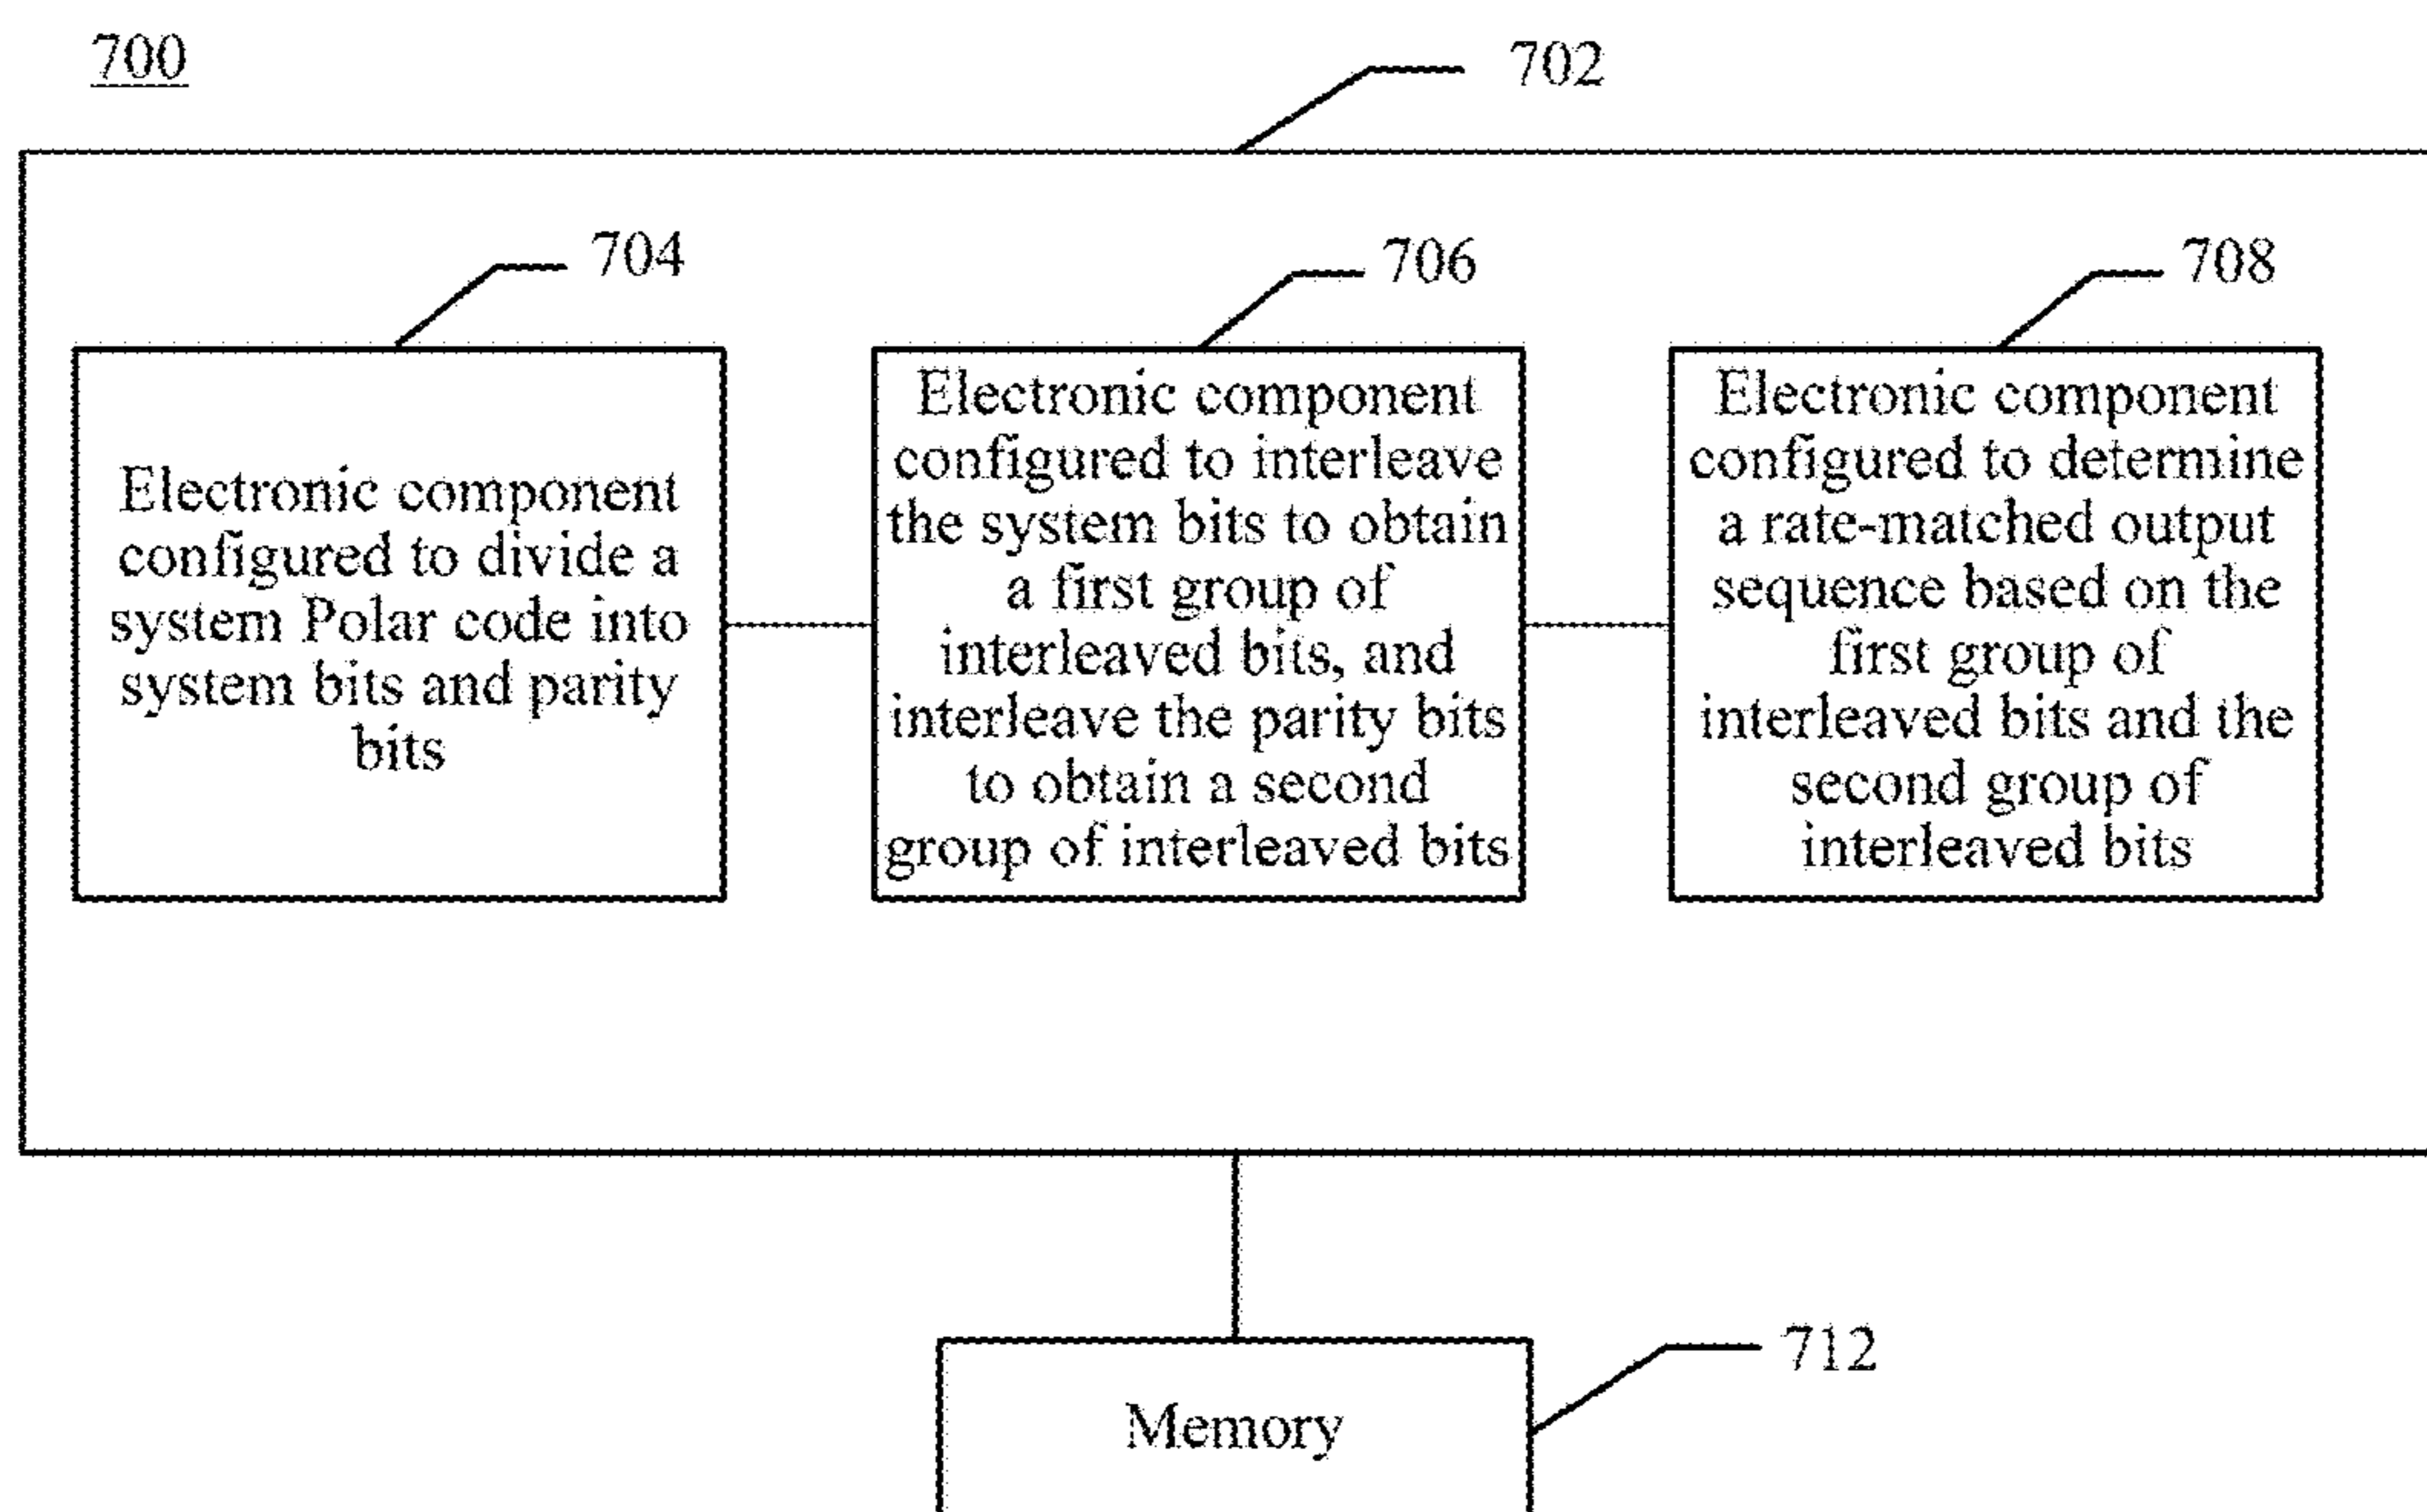 700
702
704
706
708
Electronic component
configured to divide a
system Polar code into
system bits and parity
bits
Electronic component
configured to interleave
the system bits to obtain
a first group of
interleaved bits, and
interleave the parity bits
to obtain a second
group of interleaved bits
Electronic component
configured to determine
a rate-matched output
sequence based on the
first group of
interleaved bits and the
second group of
interleaved bits
712
Memory